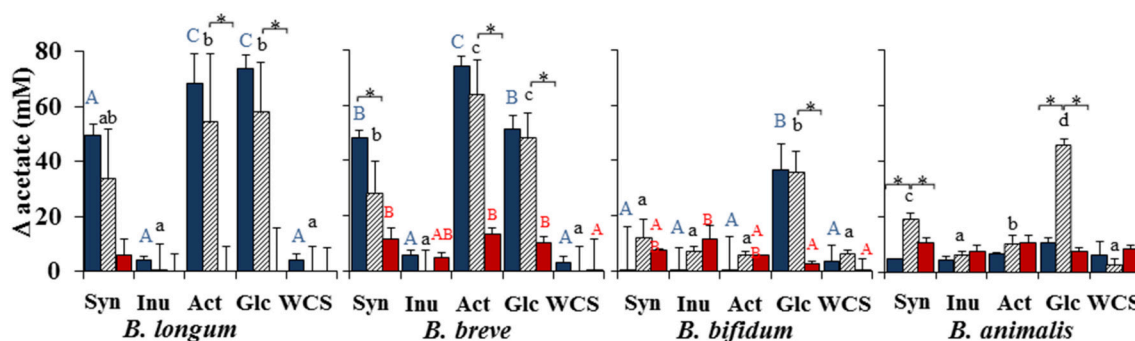 Δ acetate (mM)
80
60
40
20
0
A ab A a C b * C b * A a
Syn Inu Act Glc WCS
B. longum
* B b B A a AB C c * B B c * B A a A
Syn Inu Act Glc WCS
B. breve
A a A B A a B A a A B B b * A A a A
Syn Inu Act Glc WCS
B. bifidum
* * c a b * * d a
Syn Inu Act Glc WCS
B. animalis